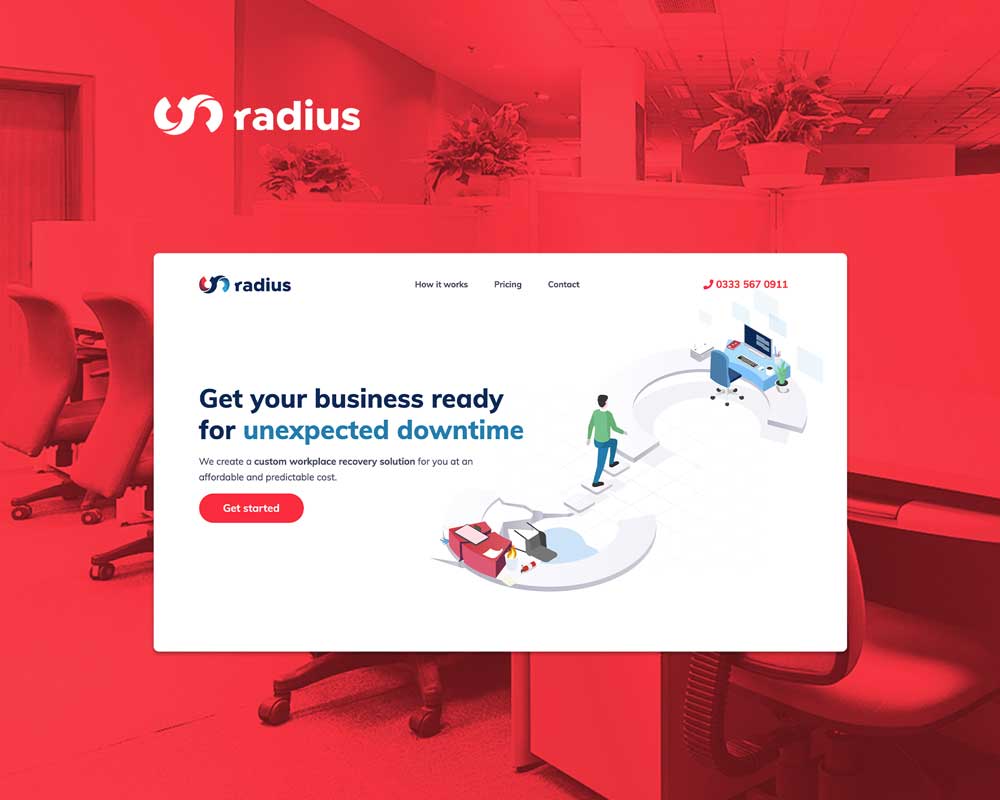 radius
radius
How it works
Pricing
Contact
0333 567 0911
Get your business ready
for unexpected downtime
We create a custom workplace recovery solution for you at an
affordable and predictable cost.
Get started